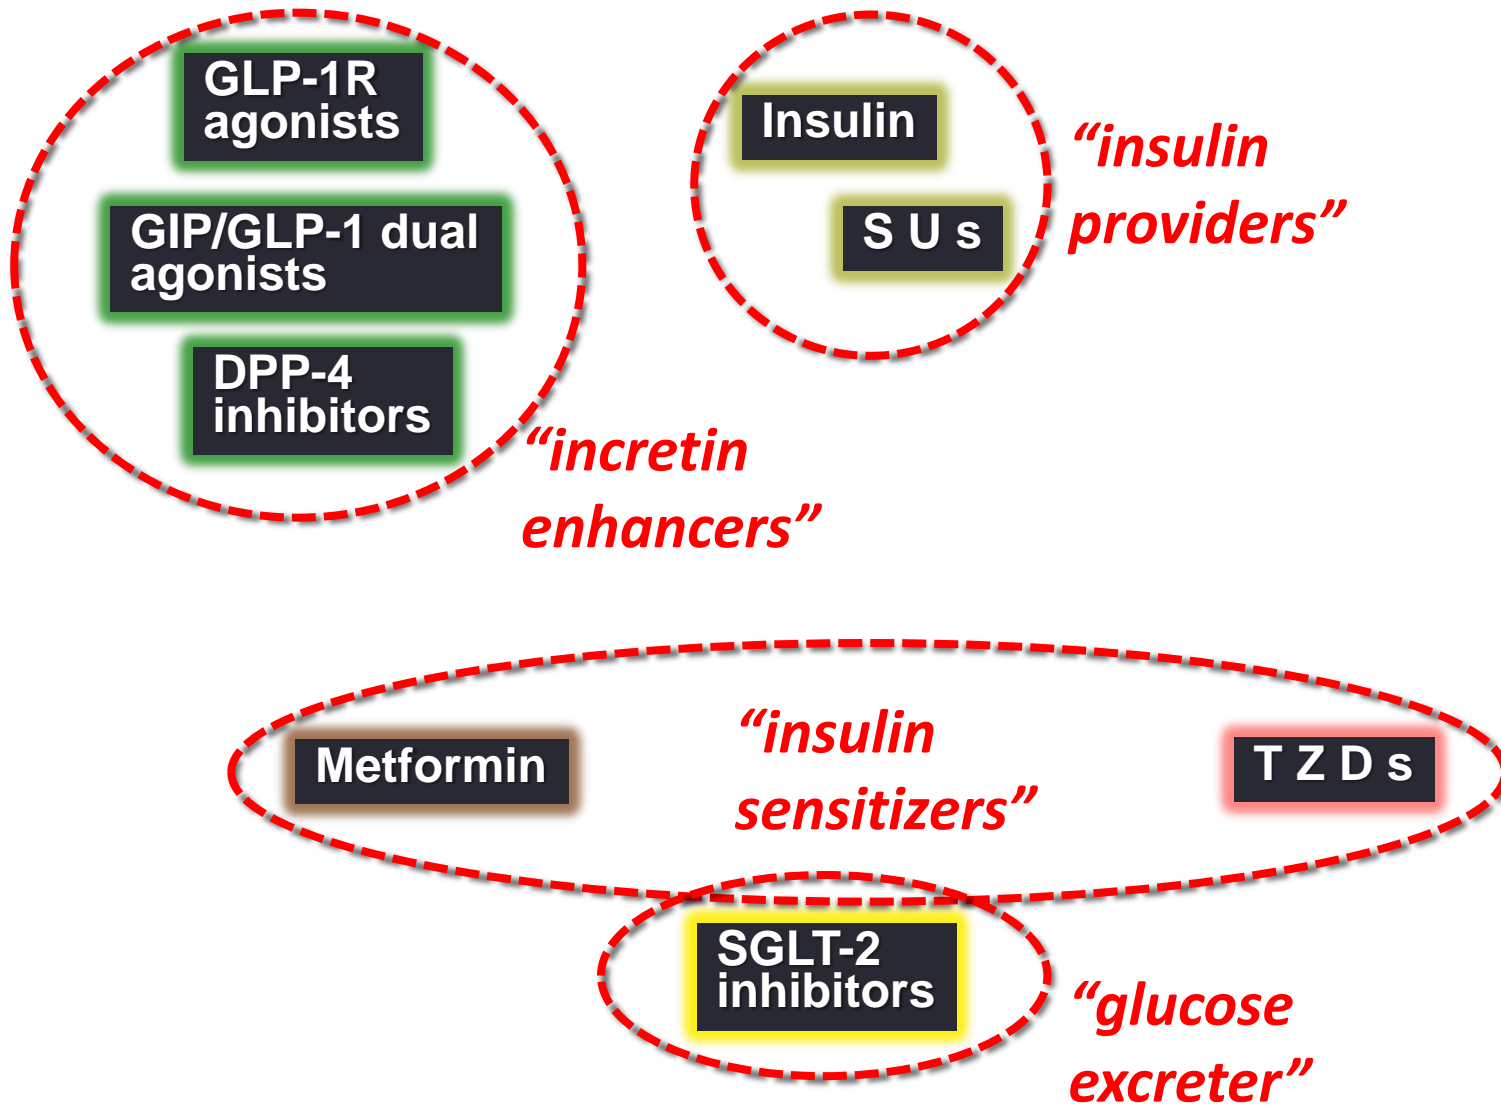 GLP-1R
agonists
GIP/GLP-1 dual
agonists
DPP-4
inhibitors
“incretin
enhancers”
Insulin
S U s
“insulin
providers”
Metformin
“insulin
sensitizers”
T Z D s
SGLT-2
inhibitors
“glucose
excreter”